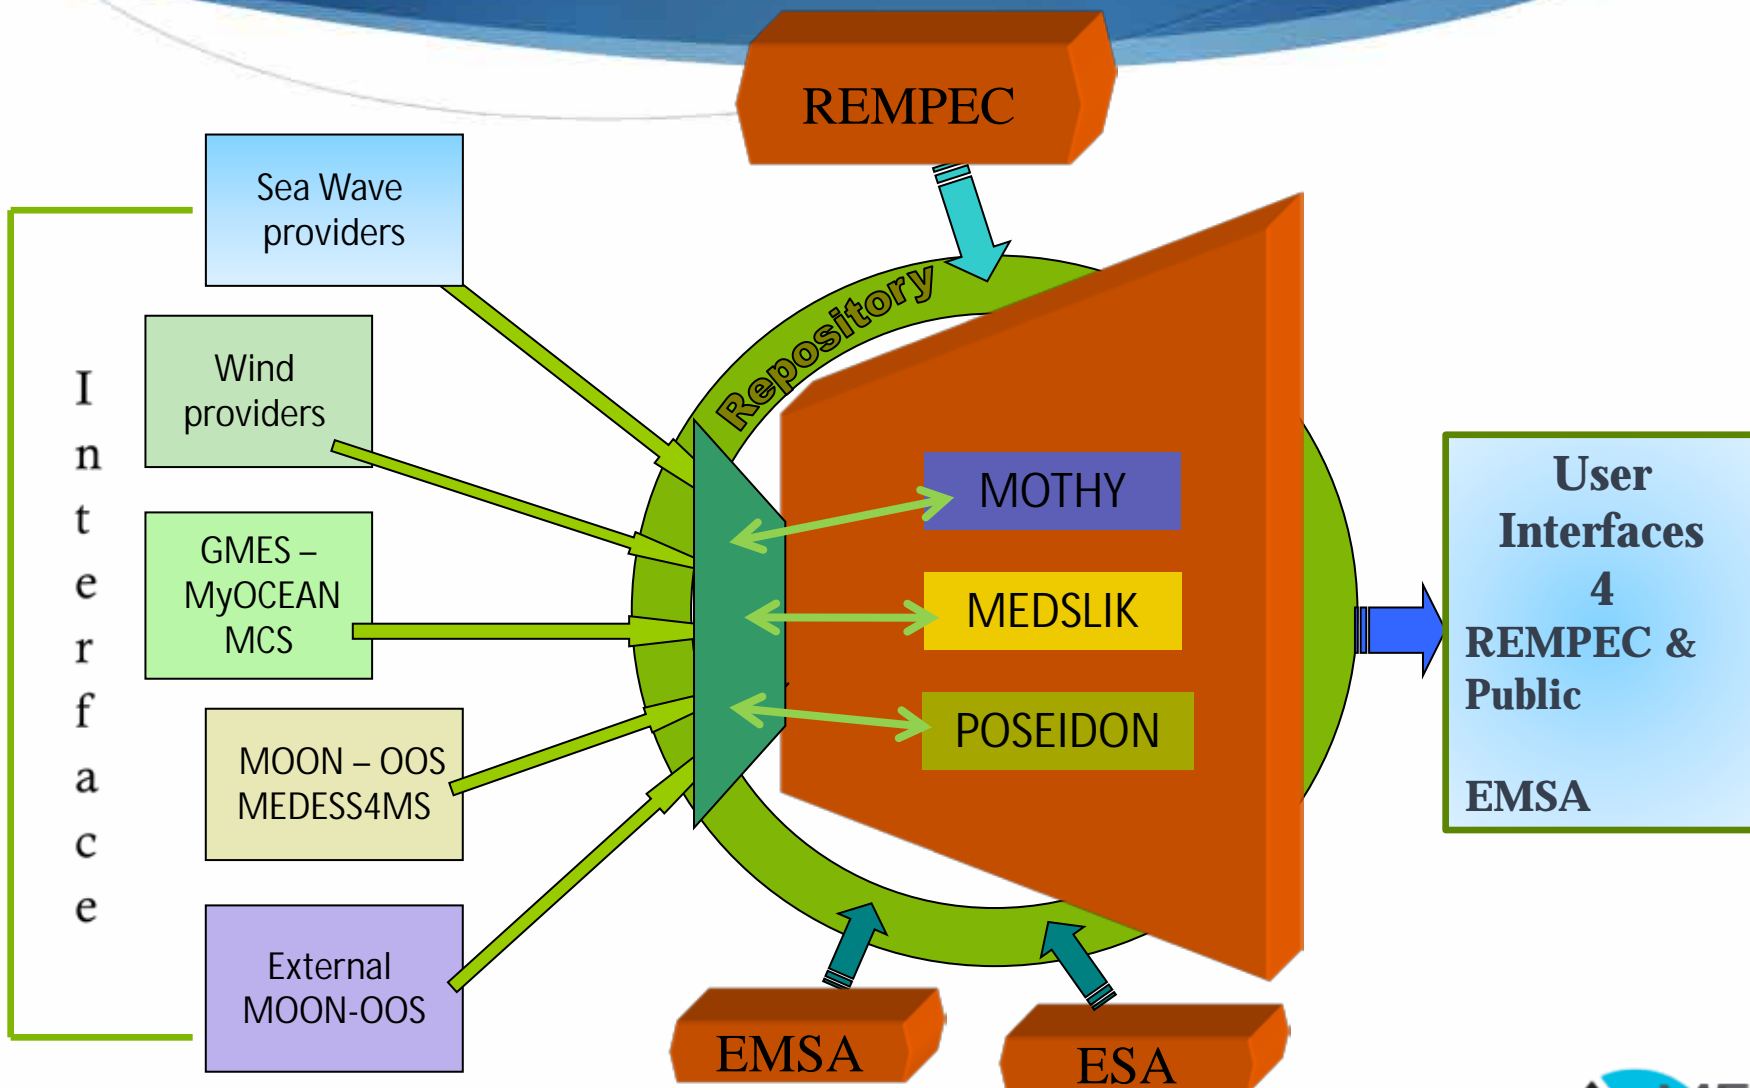 REMPEC
Sea Wave
providers
Wind
providers
GMES –
MyOCEAN
MCS
MOON – OOS
MEDESS4MS
External
MOON-OOS
Interface
Repository
MOTHY
MEDSLIK
POSEIDON
EMSA
ESA
User
Interfaces
4
REMPEC &
Public
EMSA